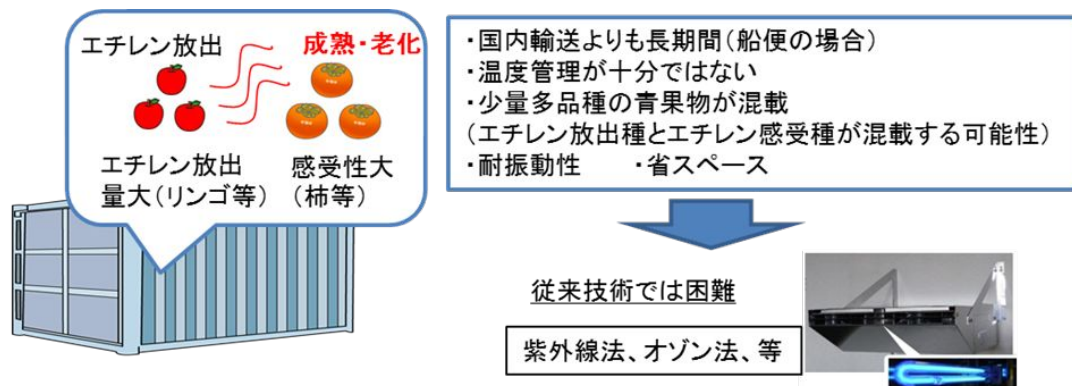 エチレン放出
成熟・老化
エチレン放出
量大(リンゴ等)
感受性大
(柿等)
・国内輸送よりも長期間(船便の場合)
・温度管理が十分ではない
・少量多品種の青果物が混載
(エチレン放出種とエチレン感受種が混載する可能性)
・耐振動性 ・省スペース
従来技術では困難
紫外線法、オゾン法、等